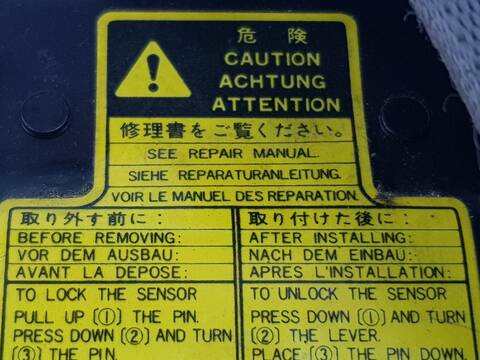 危 険
CAUTION
ACHTUNG
ATTENTION
修理書をご覧ください。
SEE REPAIR MANUAL.
SIEHE REPARATURANLEITUNG.
VOIR LE MANUEL DES REPARATION.
取り外す前に:
BEFORE REMOVING:
VOR DEM AUSBAU:
AVANT LA DEPOSE:
TO LOCK THE SENSOR
PULL UP (①) THE PIN.
PRESS DOWN (②) AND TURN
(③) THE PIN.
取り付けた後に:
AFTER INSTALLING:
NACH DEM EINBAU:
APRES L'INSTALLATION:
TO UNLOCK THE SENSOR
PRESS DOWN (①) AND TURN
(②) THE LEVER.
PLACE (③) THE PIN DOWN.